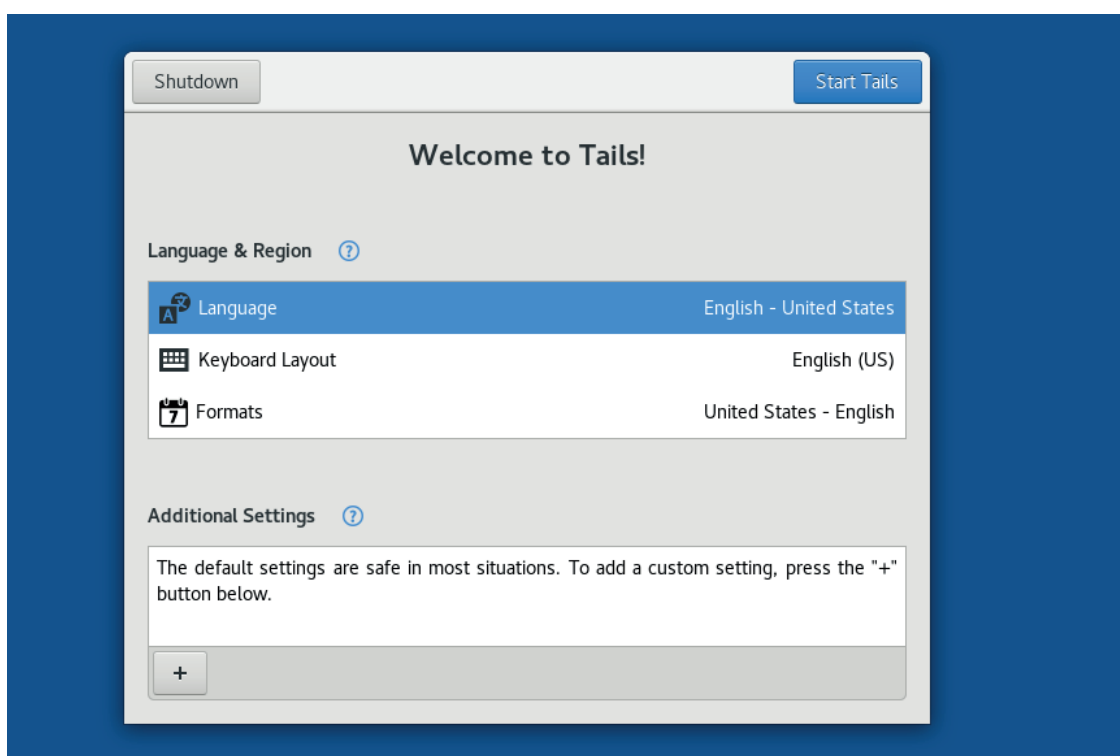 Shutdown
Start Tails
Welcome to Tails!
Language & Region ?
Language English - United States
Keyboard Layout English (US)
7 Formats United States - English
Additional Settings ?
The default settings are safe in most situations. To add a custom setting, press the "+"
button below.
+